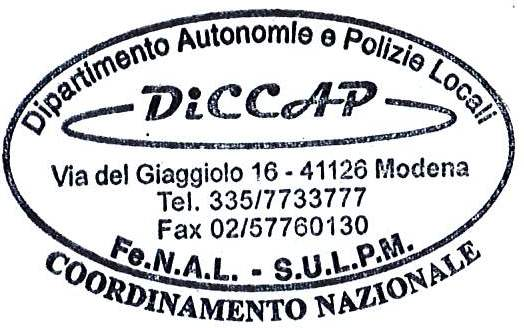 Dipartimento Autonomie e Polizie Locali
DiCCAP
Via del Giaggiolo 16 - 41126 Modena
Tel. 335/7733777
Fax 02/57760130
Fe.N.A.L. - S.U.L.P.M.
COORDINAMENTO NAZIONALE